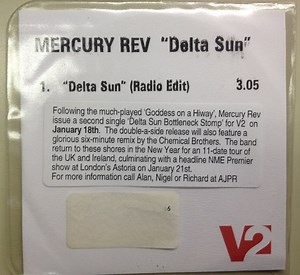 MERCURY REV "Delta Sun"
1. "Delta Sun" (Radio Edit) 3.05
Following the much-played 'Goddess on a Hiway', Mercury Rev
issue a second single 'Delta Sun Bottleneck Stomp' for V2 on
January 18th. The double-a-side release will also feature a
glorious six-minute remix by the Chemical Brothers. The band
return to these shores in the New Year for an 11-date tour of
the UK and Ireland, culminating with a headline NME Premier
show at London's Astoria on January 21st.
For more information call Alan, Nigel or Richard at AJPR
V2